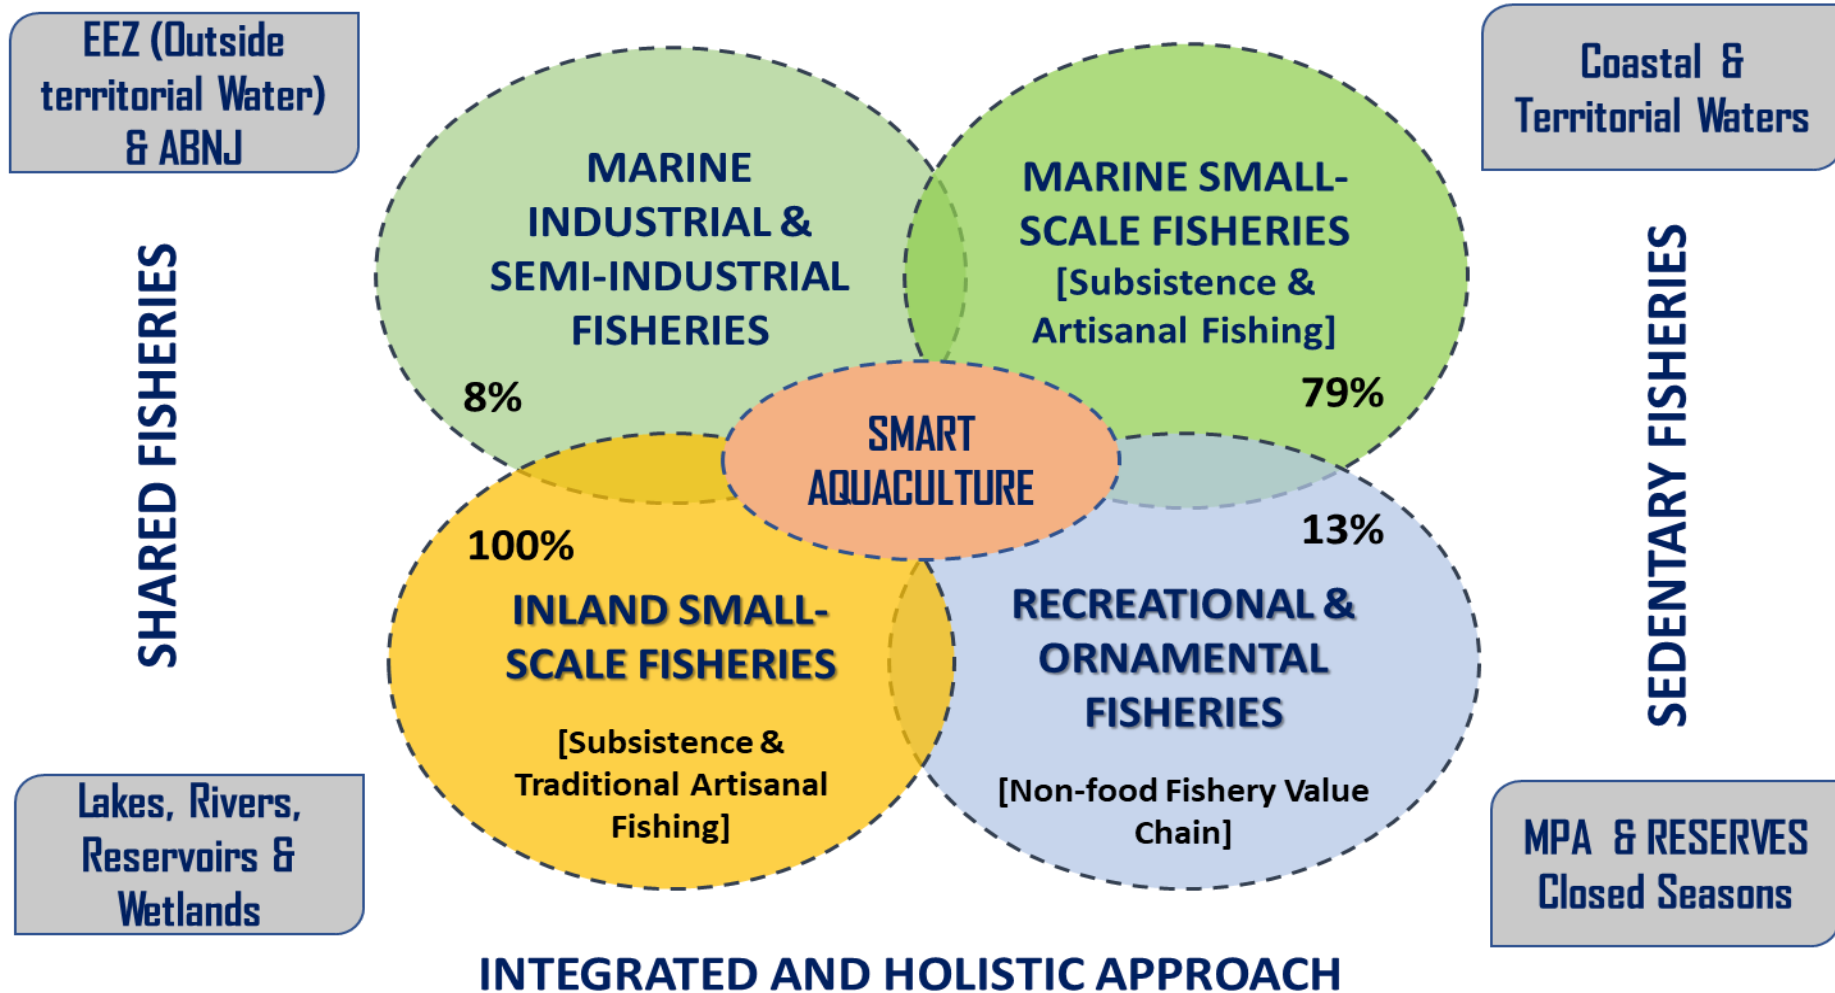 EEZ (Outside
territorial Water)
& ABNJ
Coastal &
Territorial Waters
SHARED FISHERIES
MARINE
INDUSTRIAL &
SEMI-INDUSTRIAL
FISHERIES
8%
MARINE SMALL-
SCALE FISHERIES
[Subsistence &
Artisanal Fishing]
79%
SEDENTARY FISHERIES
SMART
AQUACULTURE
100%
INLAND SMALL-
SCALE FISHERIES
[Subsistence &
Traditional Artisanal
Fishing]
13%
RECREATIONAL &
ORNAMENTAL
FISHERIES
[Non-food Fishery Value
Chain]
Lakes, Rivers,
Reservoirs &
Wetlands
MPA & RESERVES
Closed Seasons
INTEGRATED AND HOLISTIC APPROACH